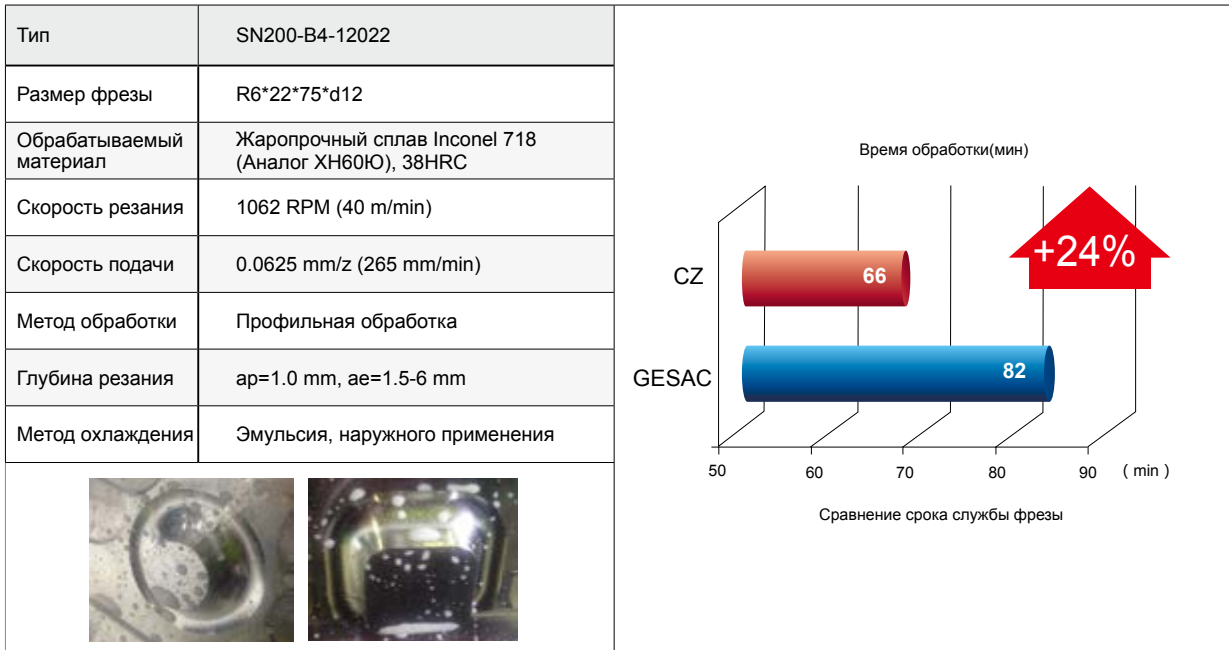 Тип
SN200-B4-12022
Размер фрезы
R6*22*75*d12
Обрабатываемый
материал
Жаропрочный сплав Inconel 718
(Аналог ХН60Ю), 38HRC
Скорость резания
1062 RPM (40 m/min)
Скорость подачи
0.0625 mm/z (265 mm/min)
Метод обработки
Профильная обработка
Глубина резания
ap=1.0 mm, ae=1.5-6 mm
Метод охлаждения
Эмульсия, наружного применения
Время обработки(мин)
+24%
CZ
66
GESAC
82
50 60 70 80 90 ( min )
Сравнение срока службы фрезы